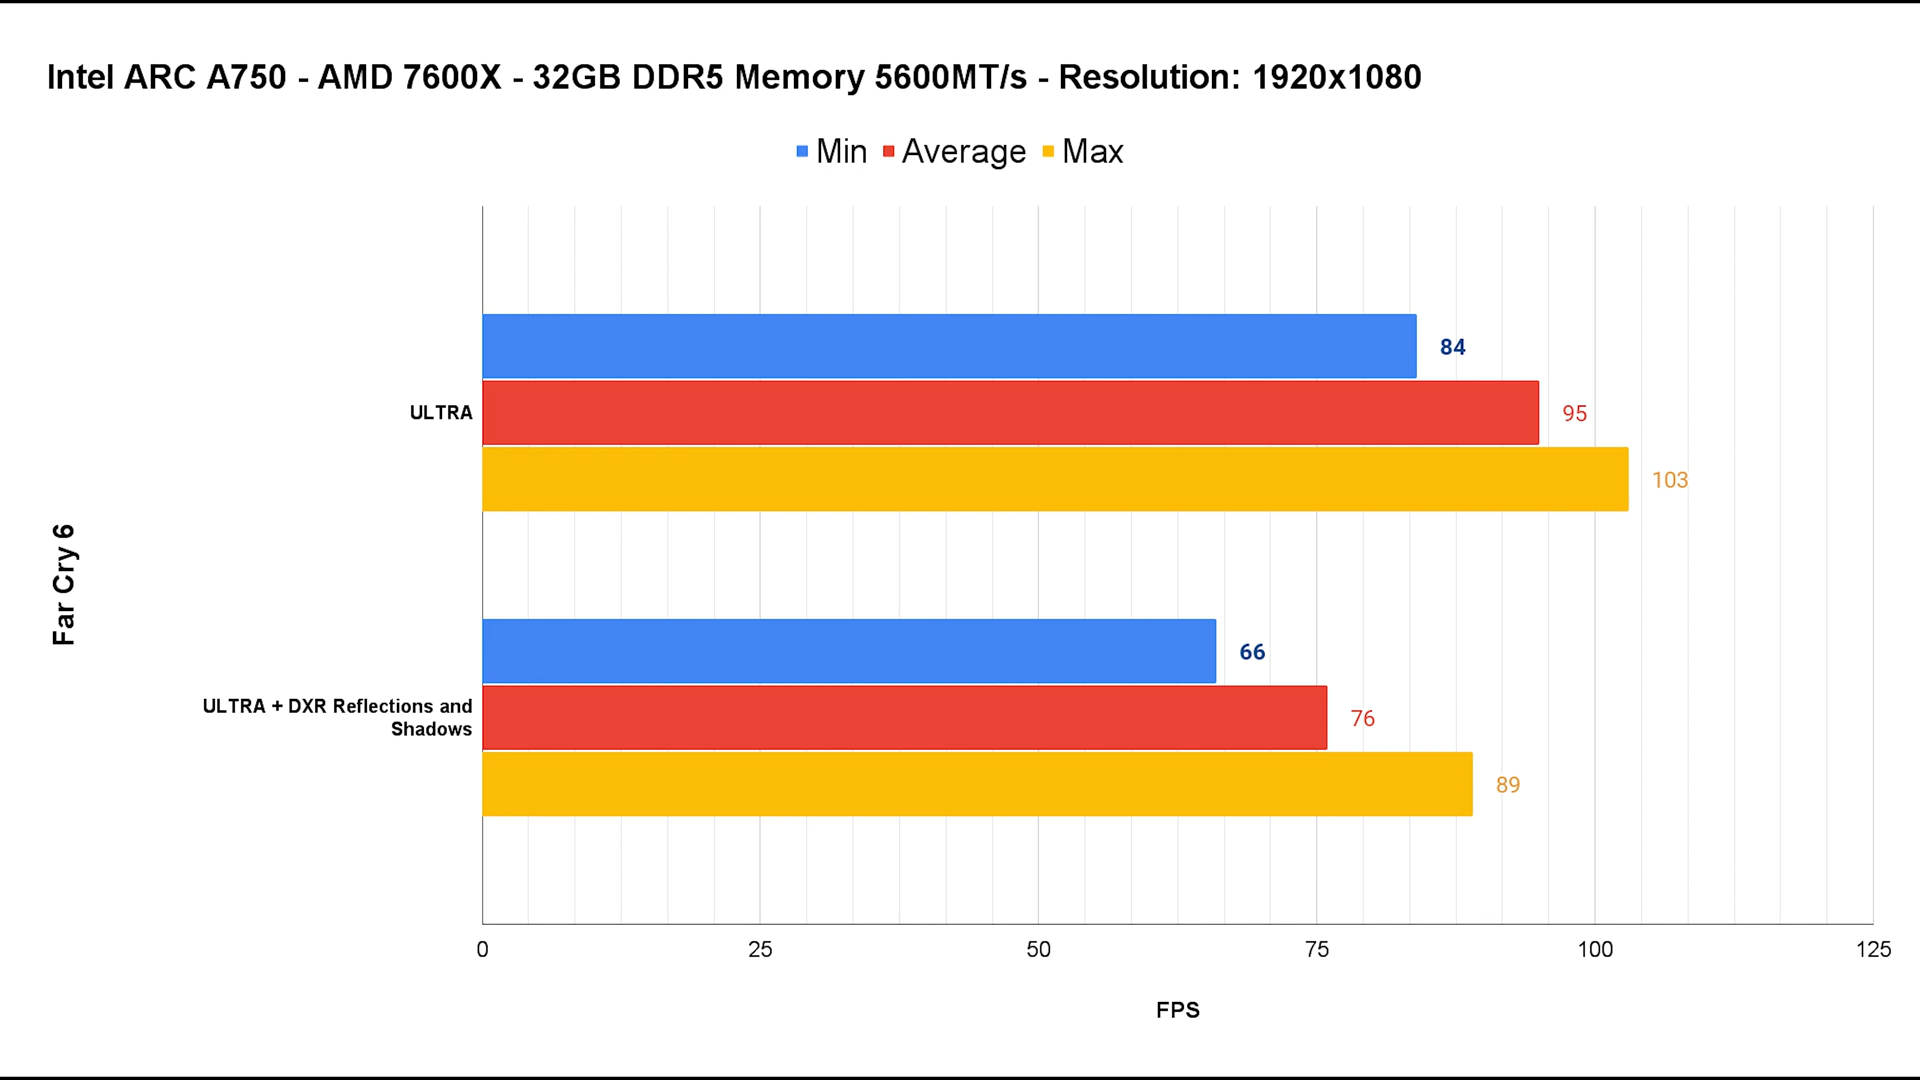 Intel ARC A750 - AMD 7600X - 32GB DDR5 Memory 5600MT/s - Resolution: 1920x1080
Min Average Max
84
ULTRA
95
103
Far Cry 6
66
ULTRA + DXR Reflections and
Shadows
76
89
0 25 50 75 100 125
FPS